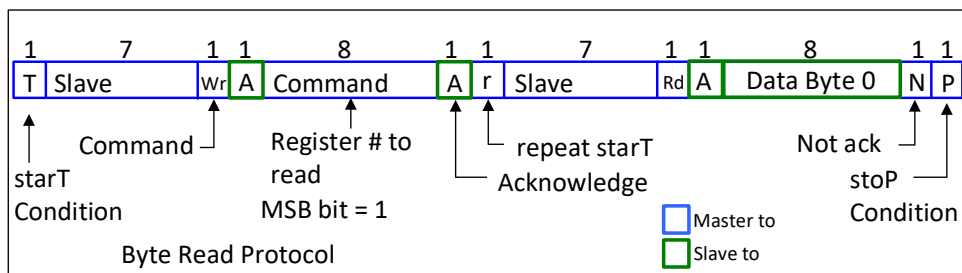 1 7 1 1 8 1 1 7 1 1 8 1 1
T Slave Wr A Command A r Slave Rd A Data Byte 0 N P
Command
Register # to
read
MSB bit = 1
repeat starT
Acknowledge
Not ack
starT
Condition
stoP
Condition
Master to
Slave to
Byte Read Protocol